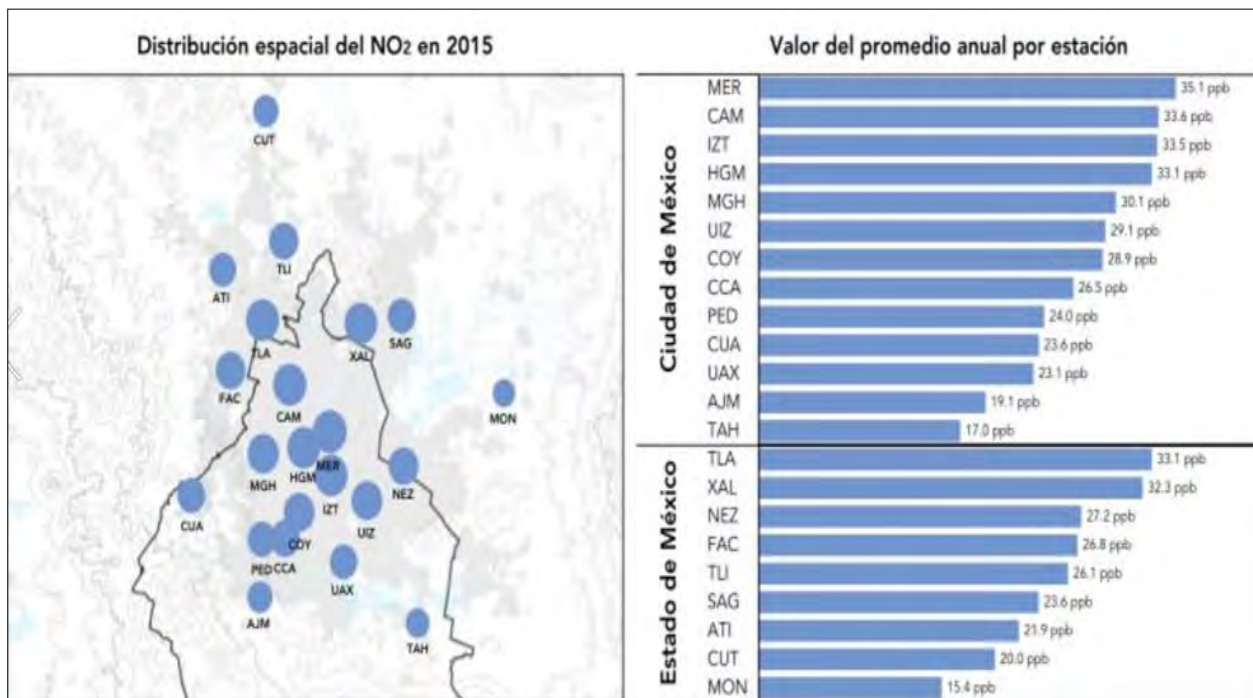 Distribución espacial del NO2 en 2015
CUT
TLI
ATI
TLA
XAL
SAG
FAC
CAM
MON
HGM
MER
MGH
NEZ
CUA
IZT
UIZ
COY
PED
CCA
UAX
AJM
TAH
Valor del promedio anual por estación
Ciudad de México
MER 35.1 ppb
CAM 33.6 ppb
IZT 33.5 ppb
HGM 33.1 ppb
MGH 30.1 ppb
UIZ 29.1 ppb
COY 28.9 ppb
CCA 26.5 ppb
PED 24.0 ppb
CUA 23.6 ppb
UAX 23.1 ppb
AJM 19.1 ppb
TAH 17.0 ppb
Estado de México
TLA 33.1 ppb
XAL 32.3 ppb
NEZ 27.2 ppb
FAC 26.8 ppb
TLI 26.1 ppb
SAG 23.6 ppb
ATI 21.9 ppb
CUT 20.0 ppb
MON 15.4 ppb